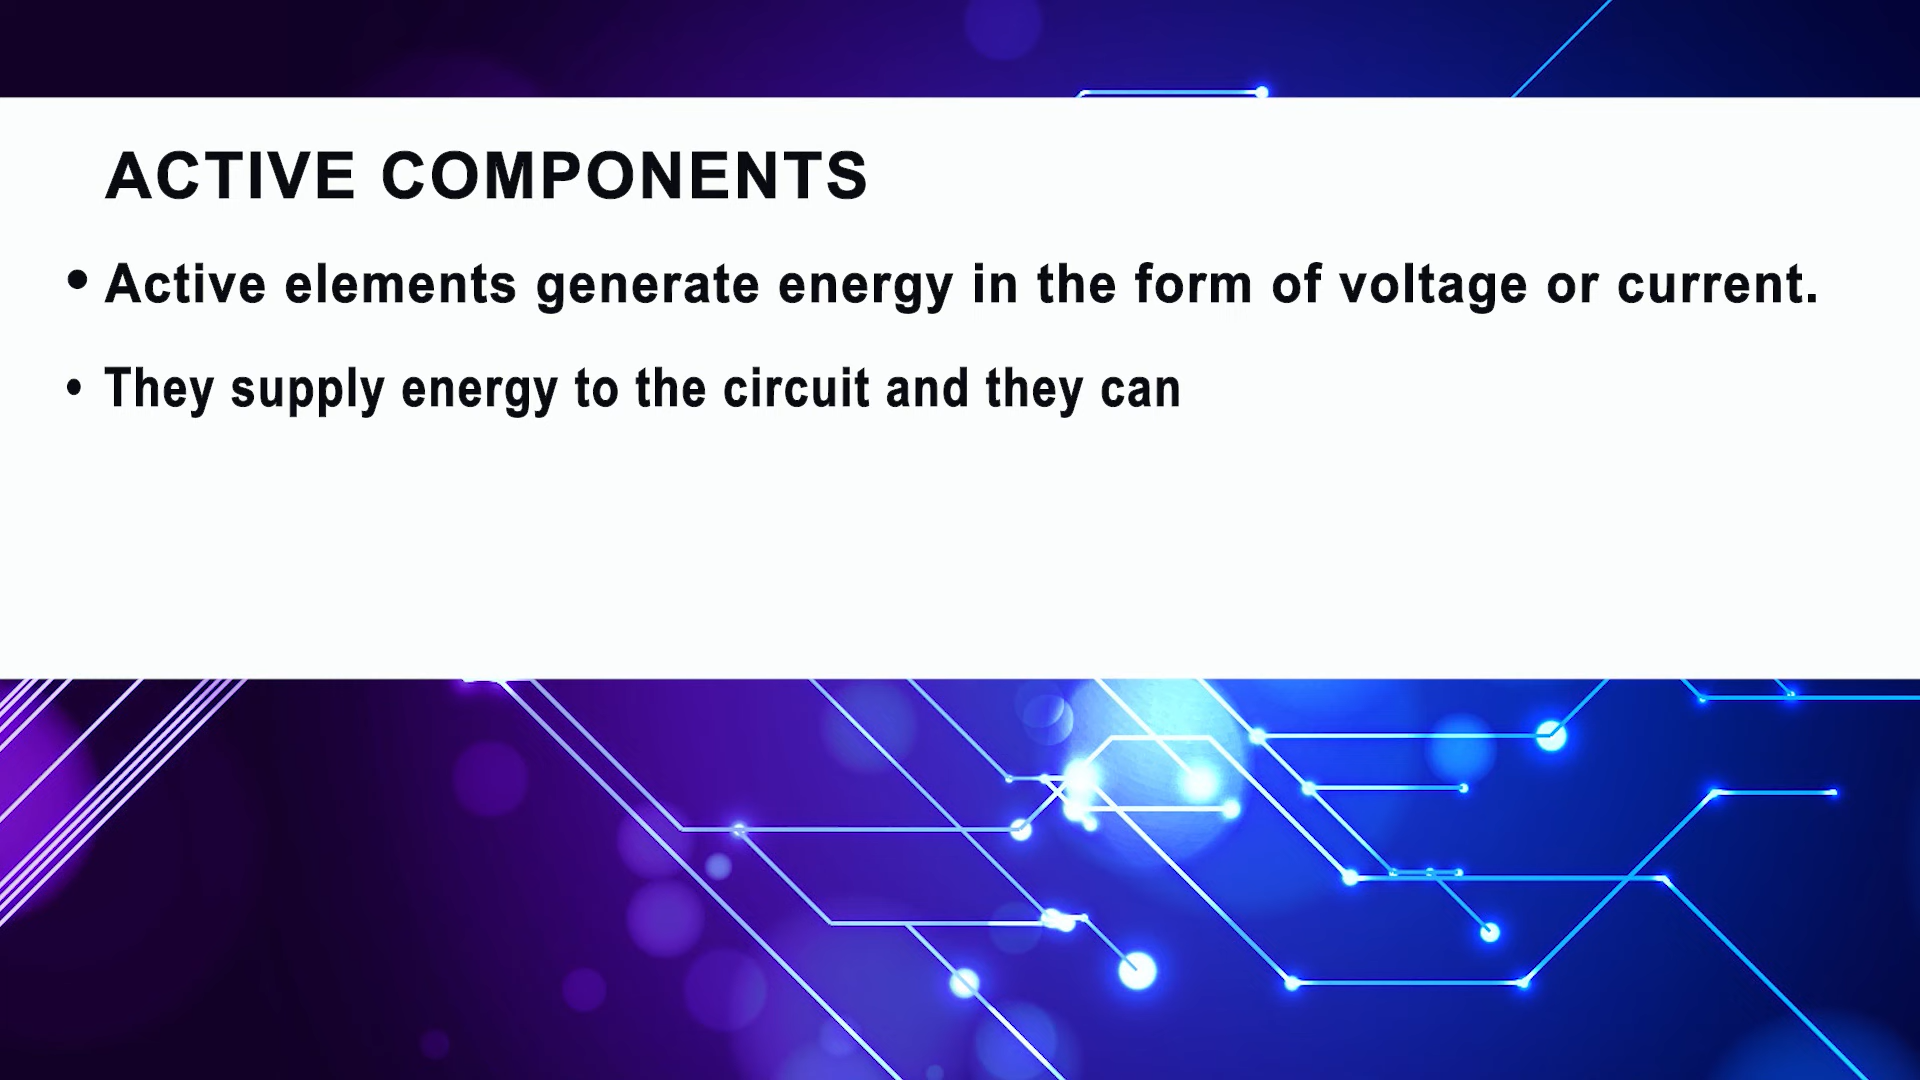 ACTIVE COMPONENTS
• Active elements generate energy in the form of voltage or current.
• They supply energy to the circuit and they can